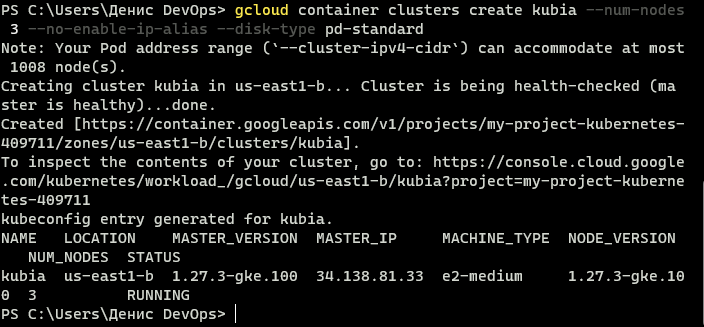 PS C:\Users\Денис DevOps> gcloud container clusters create kubia --num-nodes
 3 --no-enable-ip-alias --disk-type pd-standard
Note: Your Pod address range (`--cluster-ipv4-cidr`) can accommodate at most
 1008 node(s).
Creating cluster kubia in us-east1-b... Cluster is being health-checked (ma
ster is healthy)...done.
Created [https://container.googleapis.com/v1/projects/my-project-kubernetes-
409711/zones/us-east1-b/clusters/kubia].
To inspect the contents of your cluster, go to: https://console.cloud.google
.com/kubernetes/workload_/gcloud/us-east1-b/kubia?project=my-project-kuberne
tes-409711
kubeconfig entry generated for kubia.
NAME   LOCATION    MASTER_VERSION  MASTER_IP      MACHINE_TYPE  NODE_VERSION
   NUM_NODES  STATUS
kubia  us-east1-b  1.27.3-gke.100  34.138.81.33  e2-medium     1.27.3-gke.10
0  3          RUNNING
PS C:\Users\Денис DevOps>